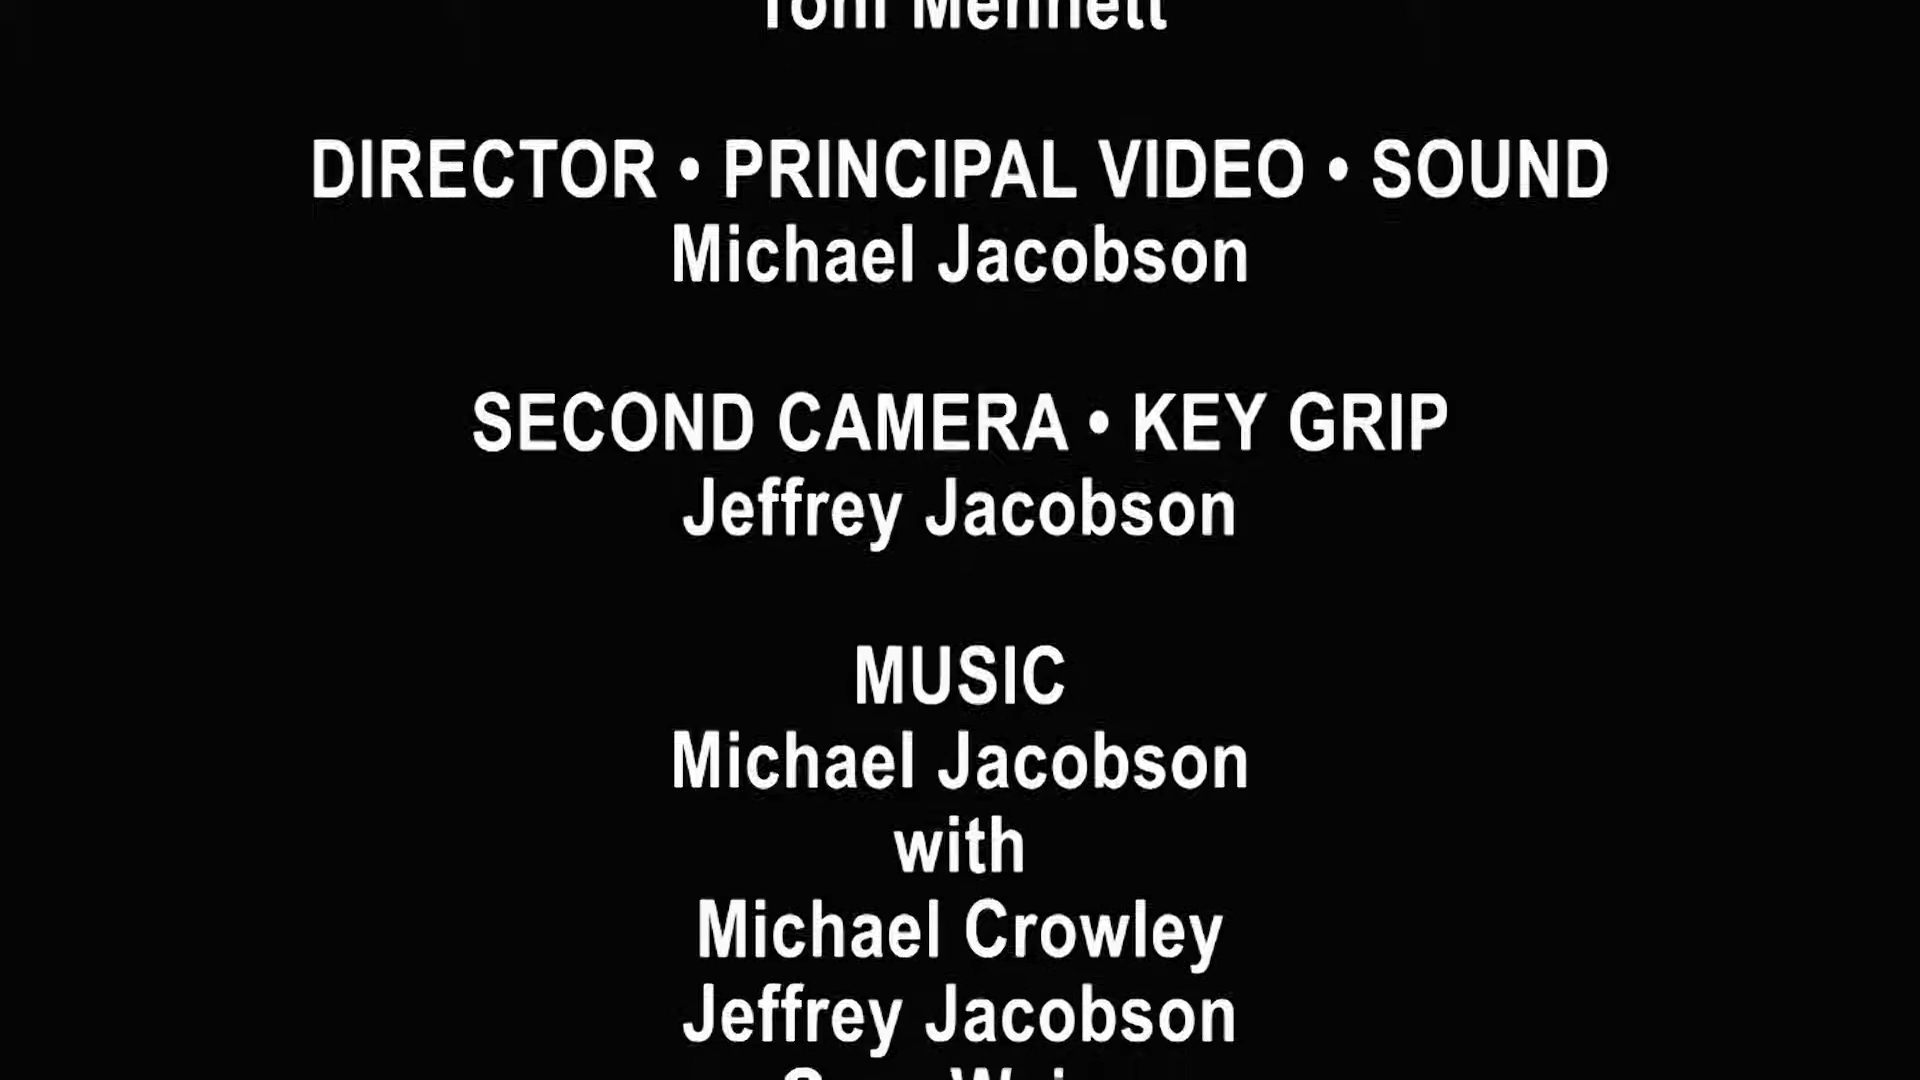 Mennett
DIRECTOR • PRINCIPAL VIDEO • SOUND
Michael Jacobson
SECOND CAMERA • KEY GRIP
Jeffrey Jacobson
MUSIC
Michael Jacobson
with
Michael Crowley
Jeffrey Jacobson